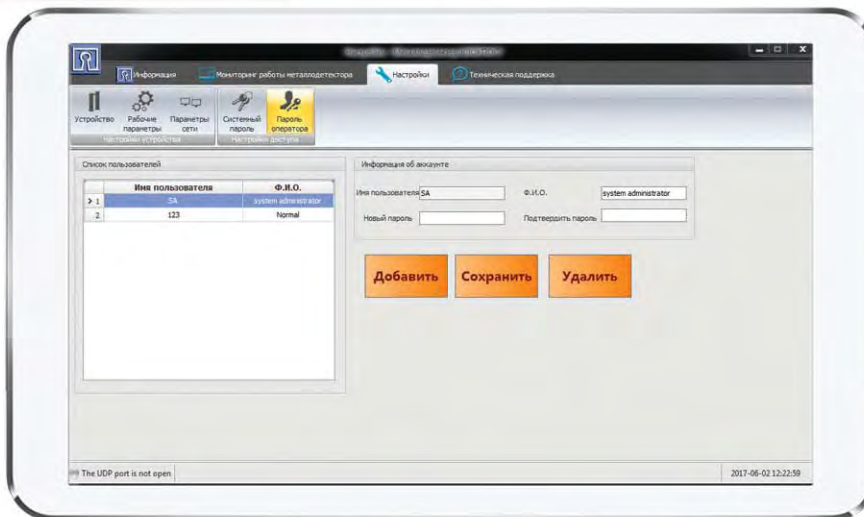 Информация
Мониторинг работы металлодетектора
Настройки
Техническая поддержка
Устройство
Рабочие параметры
Параметры сети
Системный пароль
Пароль оператора
Настройки устройства
Настройки доступа
Список пользователей
Имя пользователя Ф.И.О.
1 SA system administrator
2 123 Normal
Информация об аккаунте
Имя пользователя SA Ф.И.О. system administrator
Новый пароль Подтвердить пароль
Добавить Сохранить Удалить
The UDP port is not open 2017-06-02 12:22:59